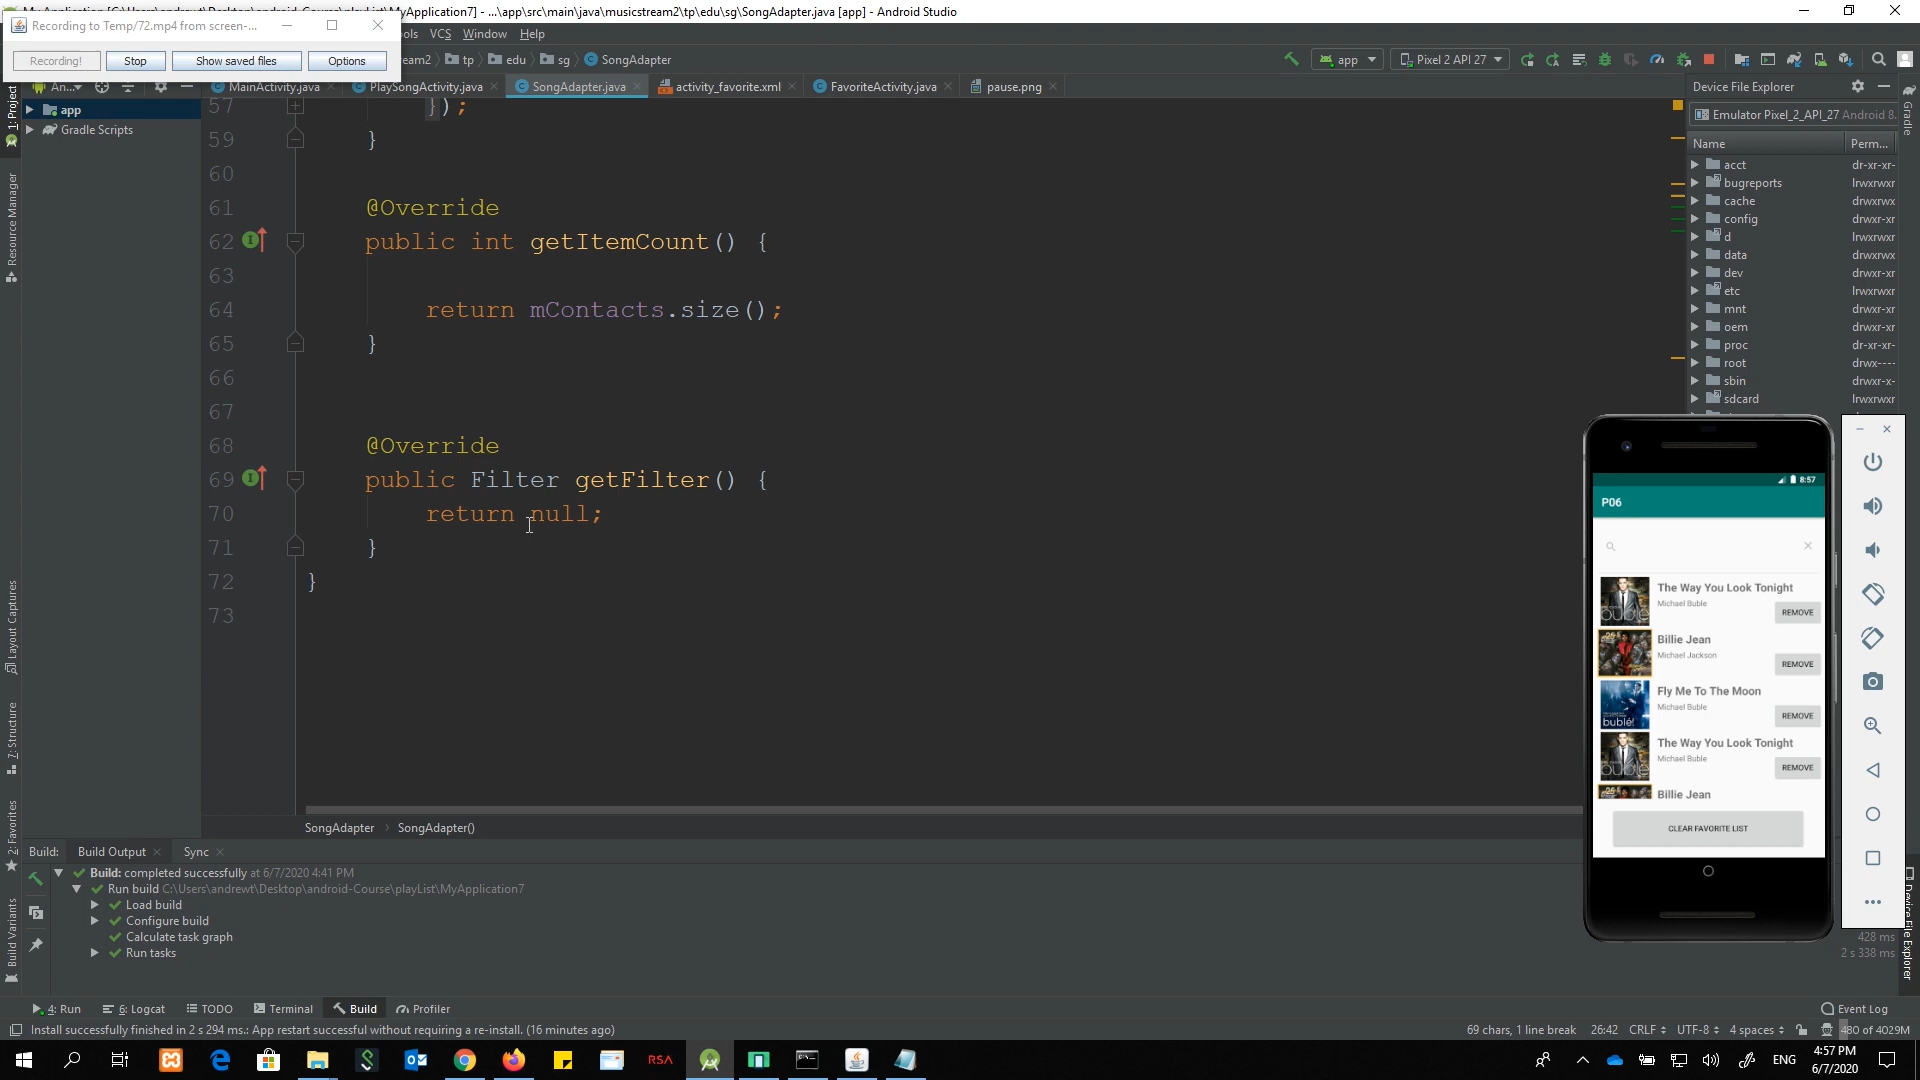 MyApplication7] - ...\app\src\main\java\musicstream2\tp\edu\sg\SongAdapter.java [app] - Android Studio
Recording to Temp/72.mp4 from screen-...
VCS Window Help
Recording! Stop Show saved files Options
tp edu sg SongAdapter
app Pixel 2 API 27
An... MainActivity.java PlaySongActivity.java SongAdapter.java activity_favorite.xml FavoriteActivity.java pause.png
Device File Explorer
1: Project
Resource Manager
Layout Captures
7: Structure
2: Favorites
Build Variants
Gradle
Device File Explorer
app
Gradle Scripts
57 });
59 }
60
61 @Override
62 public int getItemCount() {
63
64 return mContacts.size();
65 }
66
67
68 @Override
69 public Filter getFilter() {
70 return null;
71 }
72 }
73
SongAdapter SongAdapter()
Emulator Pixel_2_API_27 Android 8.
Name Perm...
acct dr-xr-xr-
bugreports lrwxrwxr
cache drwxrwx
config drwxr-xr
d lrwxrwxr
data drwxrwx
dev drwxr-xr
etc lrwxrwxr
mnt drwxr-xr
oem drwxr-xr
proc dr-xr-xr-
root drwx----
sbin drwxr-x-
sdcard lrwxrwxr
8:57
P06
The Way You Look Tonight
Michael Buble
REMOVE
Billie Jean
Michael Jackson
REMOVE
Fly Me To The Moon
Michael Buble
REMOVE
The Way You Look Tonight
Michael Buble
REMOVE
Billie Jean
CLEAR FAVORITE LIST
Build: Build Output Sync
Build: completed successfully at 6/7/2020 4:41 PM
Run build C:\Users\andrewt\Desktop\android-Course\playList\MyApplication7
Load build
Configure build
Calculate task graph
Run tasks
428 ms
2 s 338 ms
4: Run 6: Logcat TODO Terminal Build Profiler Event Log
Install successfully finished in 2 s 294 ms.: App restart successful without requiring a re-install. (16 minutes ago)
69 chars, 1 line break 26:42 CRLF UTF-8 4 spaces 480 of 4029M
RSA
ENG
4:57 PM
6/7/2020